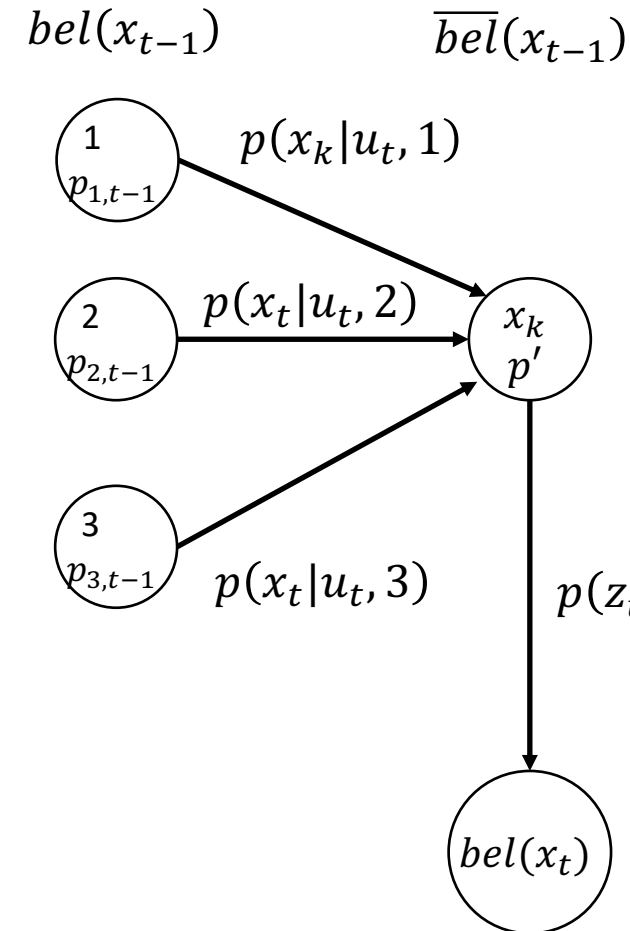 bel(x_{t−1})
\overline{bel}(x_{t−1})
1
p_{1,t−1}
p(x_k|u_t, 1)
2
p_{2,t−1}
p(x_t|u_t, 2)
x_k
p′
3
p_{3,t−1}
p(x_t|u_t, 3)
p(z
bel(x_t)